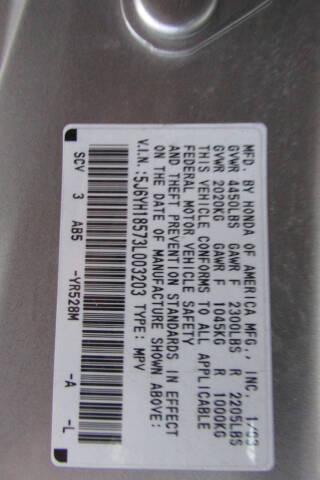 MFD. BY HONDA OF AMERICA MFG., INC. 1/03
GVWR 4450LBS GAWR F 2300LBS R 2205LBS
GVWR 2020KG GAWR F 1045KG R 1000KG
THIS VEHICLE CONFORMS TO ALL APPLICABLE
FEDERAL MOTOR VEHICLE SAFETY
AND THEFT PREVENTION STANDARDS IN EFFECT
ON THE DATE OF MANUFACTURE SHOWN ABOVE:
V.I.N.:5J6YH18573L003203 TYPE: MPV
SCV 3 AB5 -YR528M -A -L